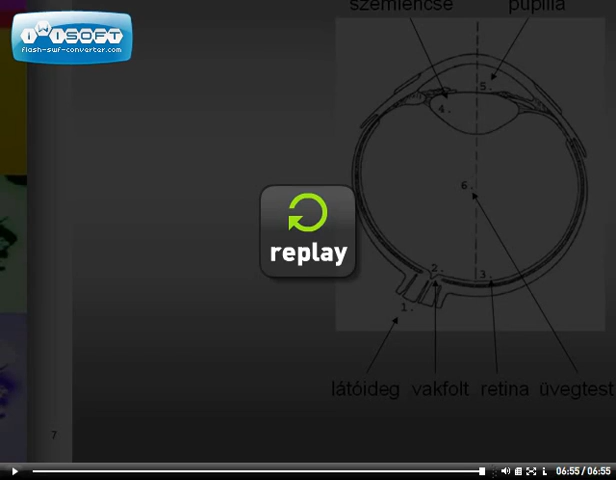 szemlencse pupilla
iWiSOFT
flash-swf-converter.com
5.
4.
6.
replay
2.
3.
1.
látóideg vakfolt retina üvegtest
7
06:55/06:55